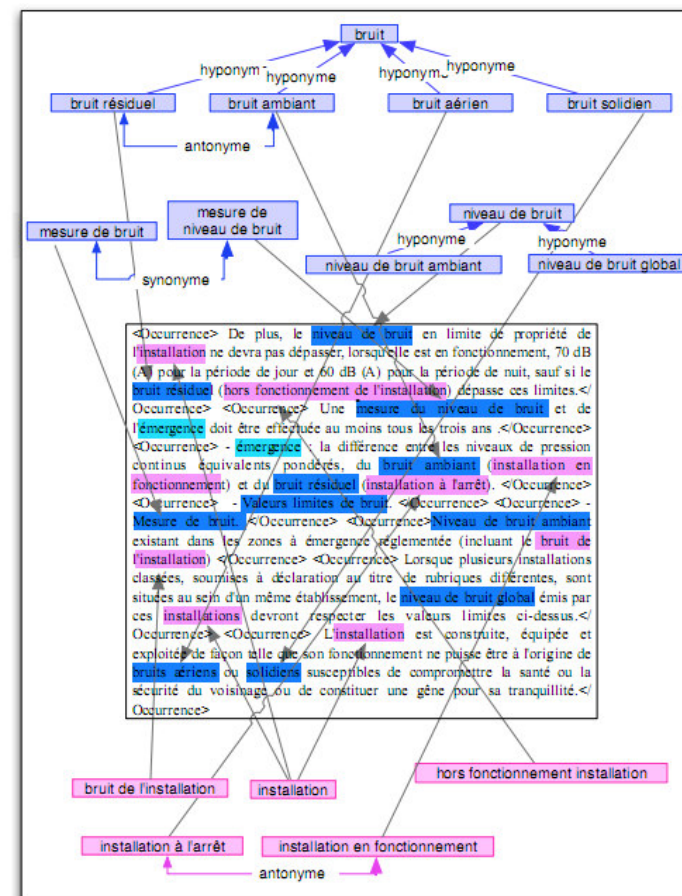 bruit
hyponyme hyponyme hyponyme hyponyme
bruit résiduel bruit ambiant bruit aérien bruit solidien
antonyme
mesure de bruit mesure de niveau de bruit niveau de bruit
hyponyme hyponyme
synonyme niveau de bruit ambiant niveau de bruit global
<Occurrence> De plus, le niveau de bruit en limite de propriété de
l'installation ne devra pas dépasser, lorsqu'elle est en fonctionnement, 70 dB
(A) pour la période de jour et 60 dB (A) pour la période de nuit, sauf si le
bruit résiduel (hors fonctionnement de l'installation) dépasse ces limites.</
Occurrence> <Occurrence> Une mesure du niveau de bruit et de
l'émergence doit être effectuée au moins tous les trois ans .</Occurrence>
<Occurrence> - émergence : la différence entre les niveaux de pression
continus équivalents pondérés, du bruit ambiant (installation en
fonctionnement) et du bruit résiduel (installation à l'arrêt). </Occurrence>
<Occurrence> - Valeurs limites de bruit. </Occurrence> <Occurrence> -
Mesure de bruit. </Occurrence> <Occurrence>Niveau de bruit ambiant
existant dans les zones à émergence réglementée (incluant le bruit de
l'installation) </Occurrence> <Occurrence> Lorsque plusieurs installations
classées, soumises à déclaration au titre de rubriques différentes, sont
situées au sein d'un même établissement, le niveau de bruit global émis par
ces installations devront respecter les valeurs limites ci-dessus.</
Occurrence> <Occurrence> L'installation est construite, équipée et
exploitée de façon telle que son fonctionnement ne puisse être à l'origine de
bruits aériens ou solidiens susceptibles de compromettre la santé ou la
sécurité du voisinage ou de constituer une gêne pour sa tranquillité.</
Occurrence>
bruit de l'installation installation hors fonctionnement installation
installation à l'arrêt installation en fonctionnement
antonyme